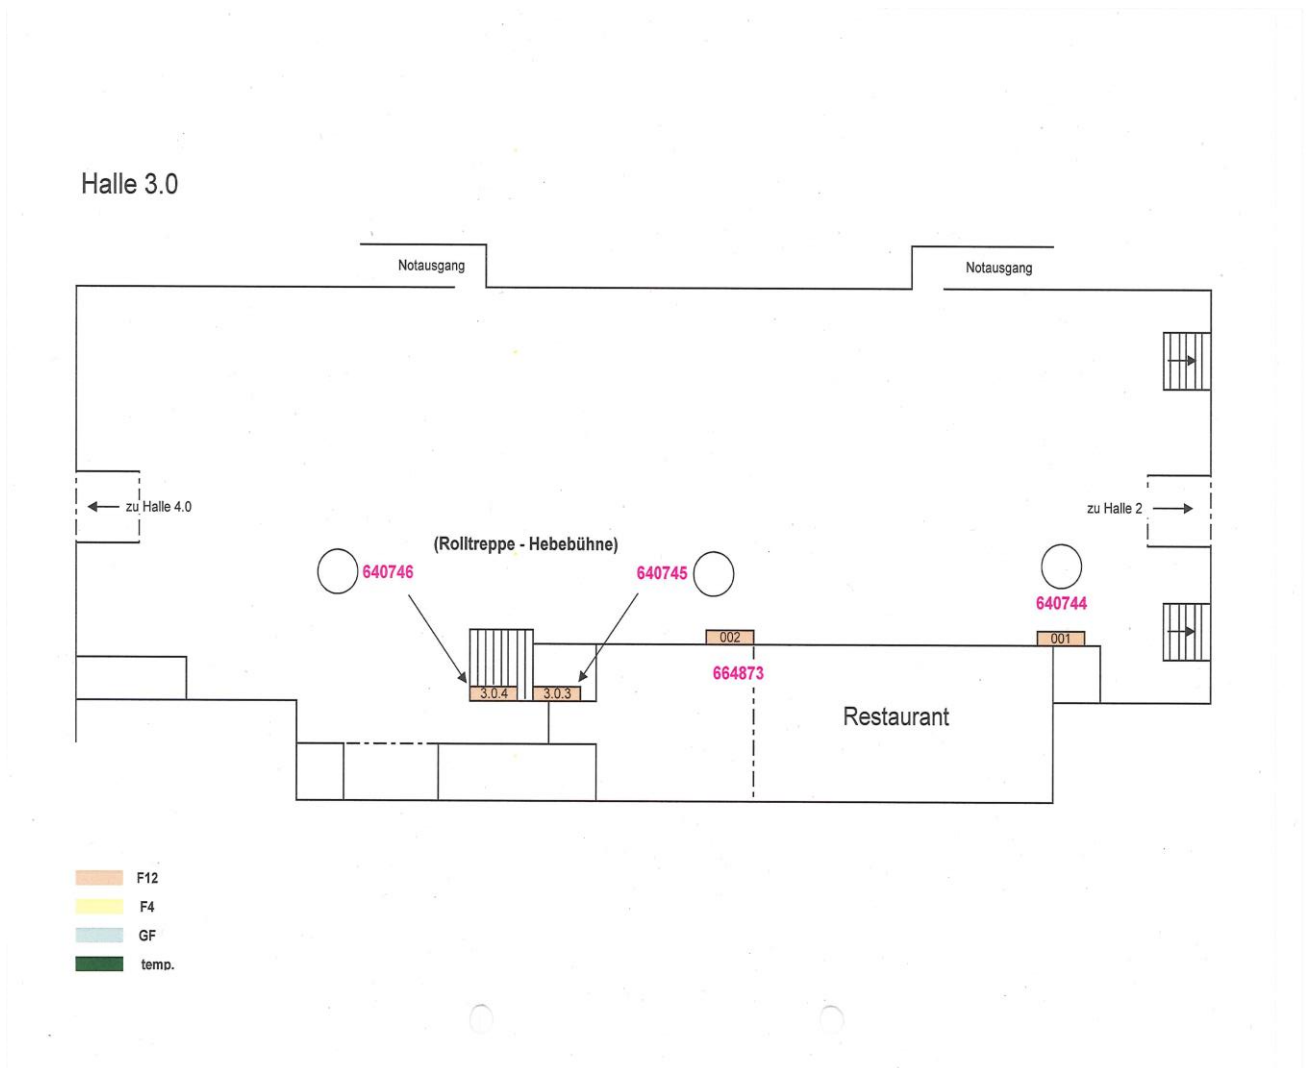 Halle 3.0
Notausgang
Notausgang
zu Halle 4.0
zu Halle 2
(Rolltreppe - Hebebühne)
640746
640745
640744
002
001
664873
3.0.4
3.0.3
Restaurant
F12
F4
GF
temp.